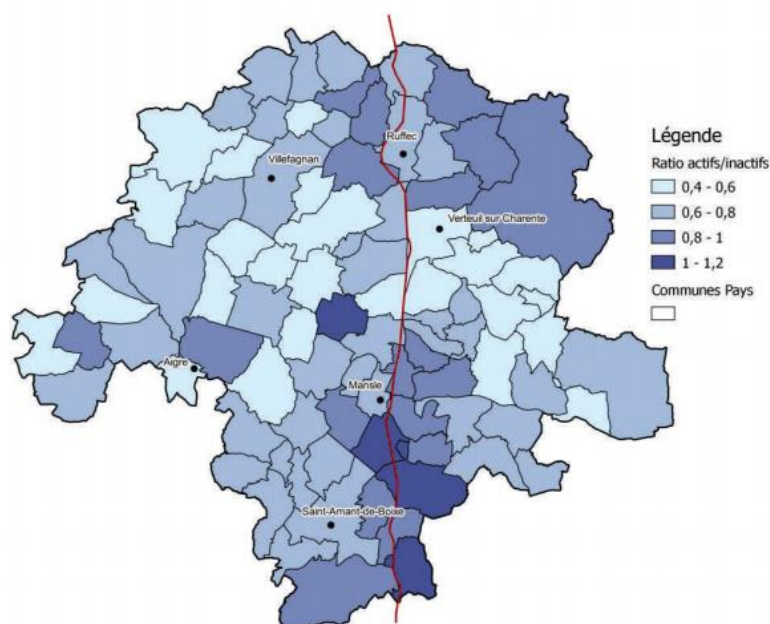 Ruffec
Villefagnan
Verteuil sur Charente
Aigre
Mansle
Saint-Amant-de-Boixe
Légende
Ratio actifs/inactifs
0,4 - 0,6
0,6 - 0,8
0,8 - 1
1 - 1,2
Communes Pays